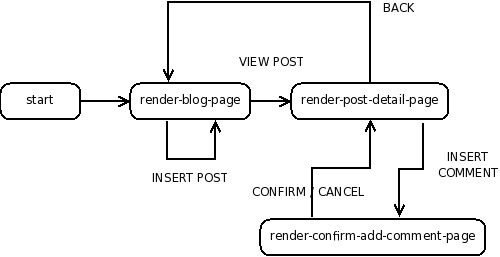 BACK
VIEW POST
start
render-blog-page
render-post-detail-page
INSERT POST
INSERT
COMMENT
CONFIRM / CANCEL
render-confirm-add-comment-page